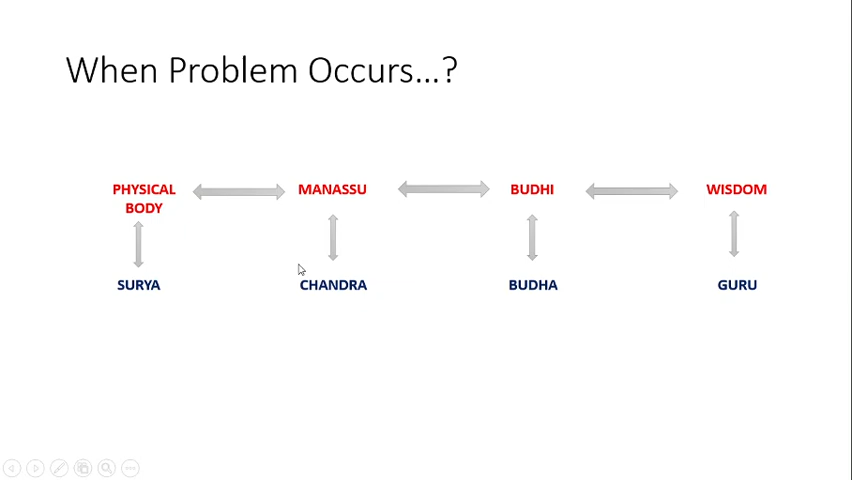 When Problem Occurs...?
PHYSICAL BODY MANASSU BUDHI WISDOM
SURYA CHANDRA BUDHA GURU